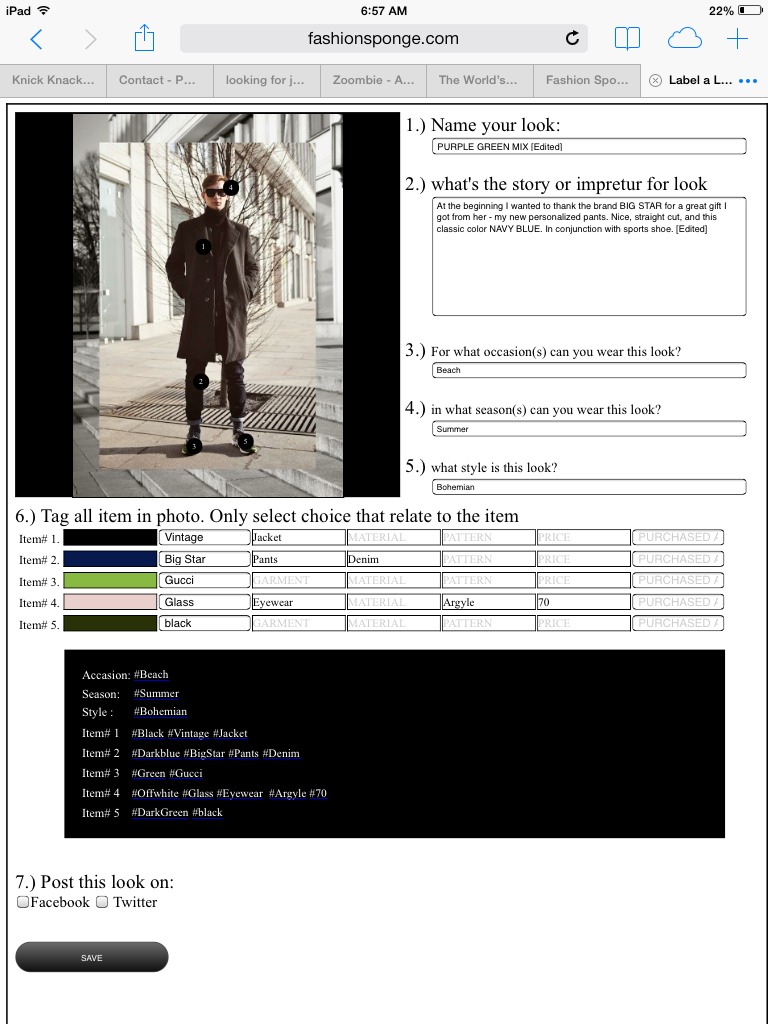 iPad 6:57 AM 22%
fashionsponge.com
Knick Knack... Contact - P... looking for j... Zoombie - A... The World's... Fashion Spo... Label a L...
1.) Name your look:
PURPLE GREEN MIX [Edited]
2.) what's the story or impretur for look
At the beginning I wanted to thank the brand BIG STAR for a great gift I
got from her - my new personalized pants. Nice, straight cut, and this
classic color NAVY BLUE. In conjunction with sports shoe. [Edited]
3.) For what occasion(s) can you wear this look?
Beach
4.) in what season(s) can you wear this look?
Summer
5.) what style is this look?
Bohemian
4
1
2
3
5
6.) Tag all item in photo. Only select choice that relate to the item
Item# 1. Vintage Jacket MATERIAL PATTERN PRICE PURCHASED
Item# 2. Big Star Pants Denim PATTERN PRICE PURCHASED
Item# 3. Gucci GARMENT MATERIAL PATTERN PRICE PURCHASED
Item# 4. Glass Eyewear MATERIAL Argyle 70 PURCHASED
Item# 5. black GARMENT MATERIAL PATTERN PRICE PURCHASED
Accasion: #Beach
Season: #Summer
Style : #Bohemian
Item# 1 #Black #Vintage #Jacket
Item# 2 #Darkblue #BigStar #Pants #Denim
Item# 3 #Green #Gucci
Item# 4 #Offwhite #Glass #Eyewear #Argyle #70
Item# 5 #DarkGreen #black
7.) Post this look on:
Facebook Twitter
SAVE